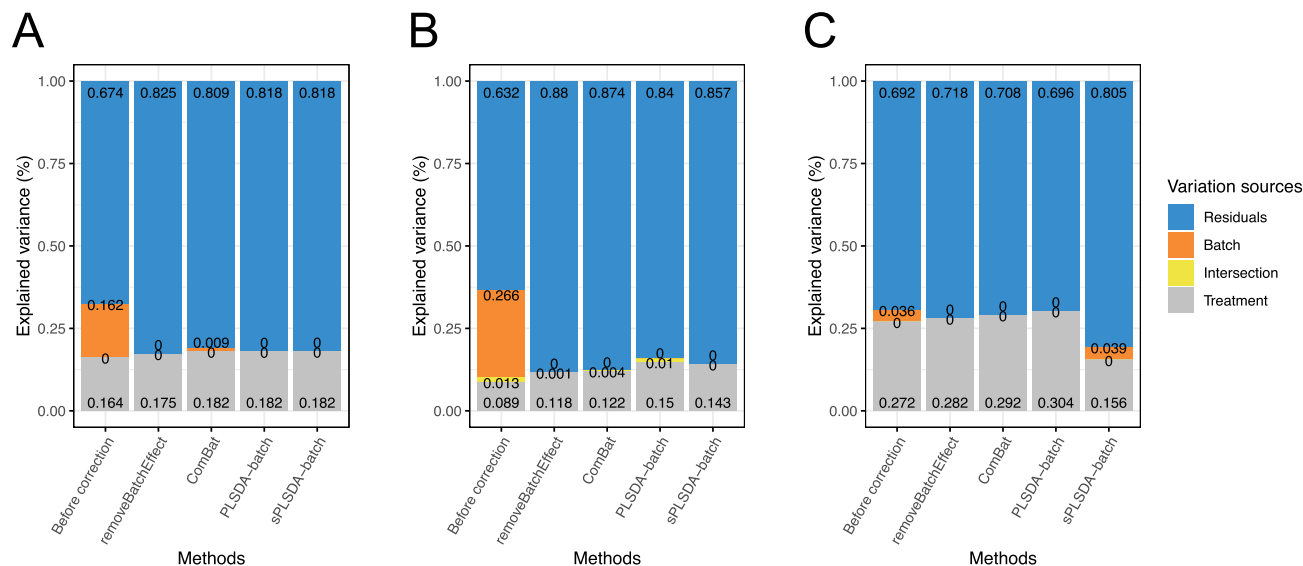 A
B
C
Explained variance (%)
1.00
0.75
0.50
0.25
0.00
0.674 0.825 0.809 0.818 0.818
0.162 0 0.009 0 0
0 0 0 0 0
0.164 0.175 0.182 0.182 0.182
Before correction
removeBatchEffect
ComBat
PLSDA−batch
sPLSDA−batch
Methods
Explained variance (%)
1.00
0.75
0.50
0.25
0.00
0.632 0.88 0.874 0.84 0.857
0.266 0 0 0 0
0.013 0.001 0.004 0.01 0
0.089 0.118 0.122 0.15 0.143
Before correction
removeBatchEffect
ComBat
PLSDA−batch
sPLSDA−batch
Methods
Explained variance (%)
1.00
0.75
0.50
0.25
0.00
0.692 0.718 0.708 0.696 0.805
0.036 0 0 0 0.039
0 0 0 0 0
0.272 0.282 0.292 0.304 0.156
Before correction
removeBatchEffect
ComBat
PLSDA−batch
sPLSDA−batch
Methods
Variation sources
Residuals
Batch
Intersection
Treatment